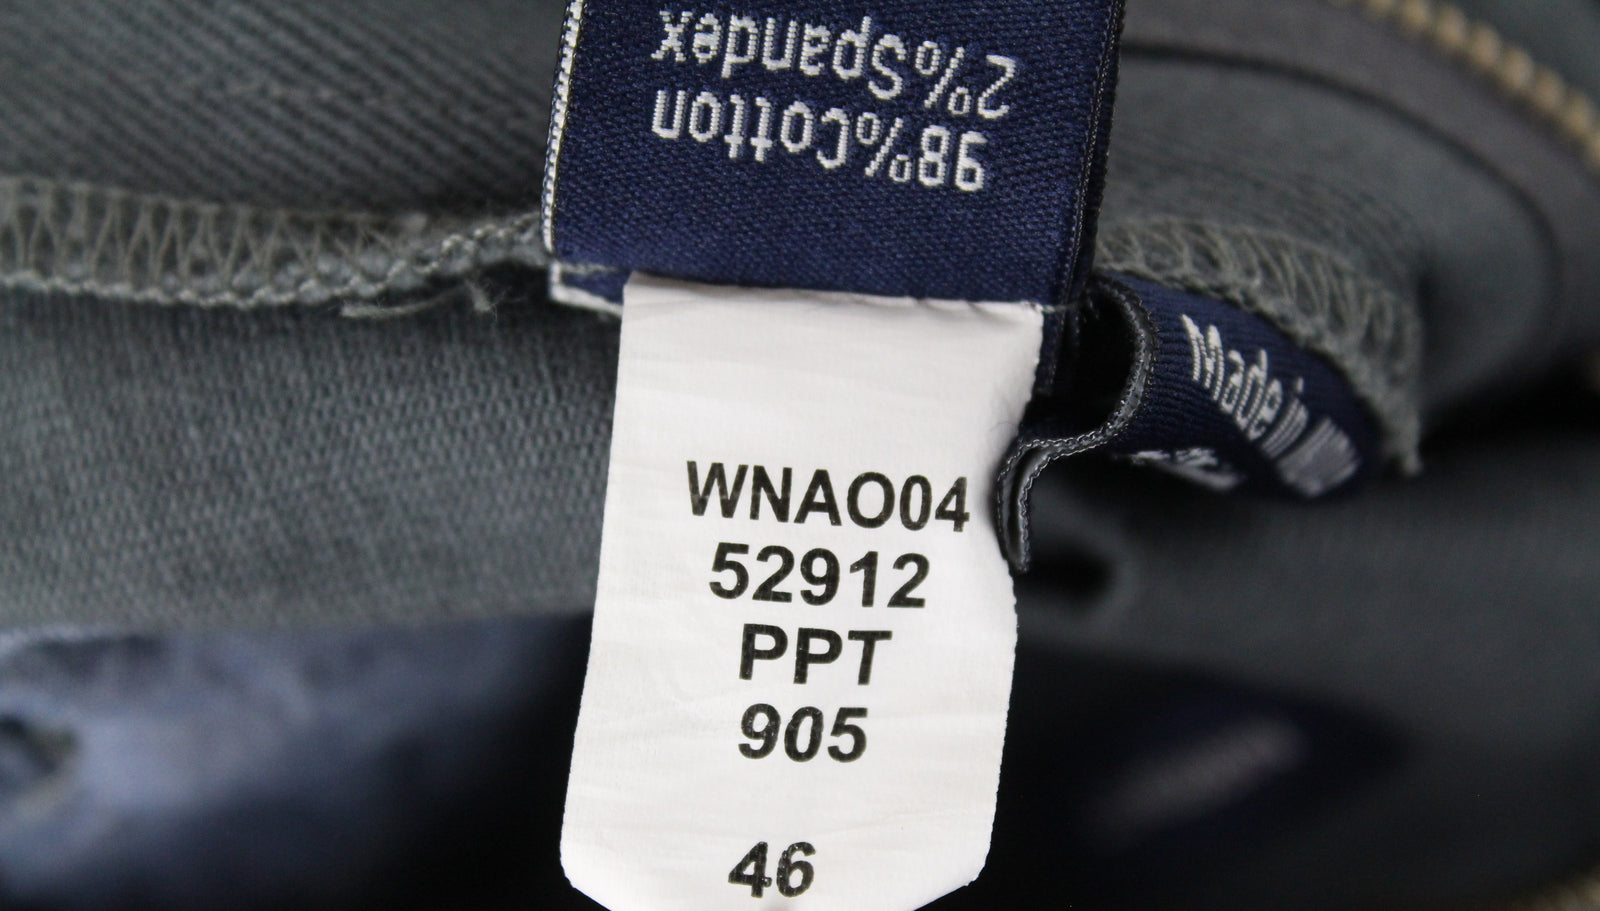 98%Cotton
2%Spandex
Made in
WNAO04
52912
PPT
905
46